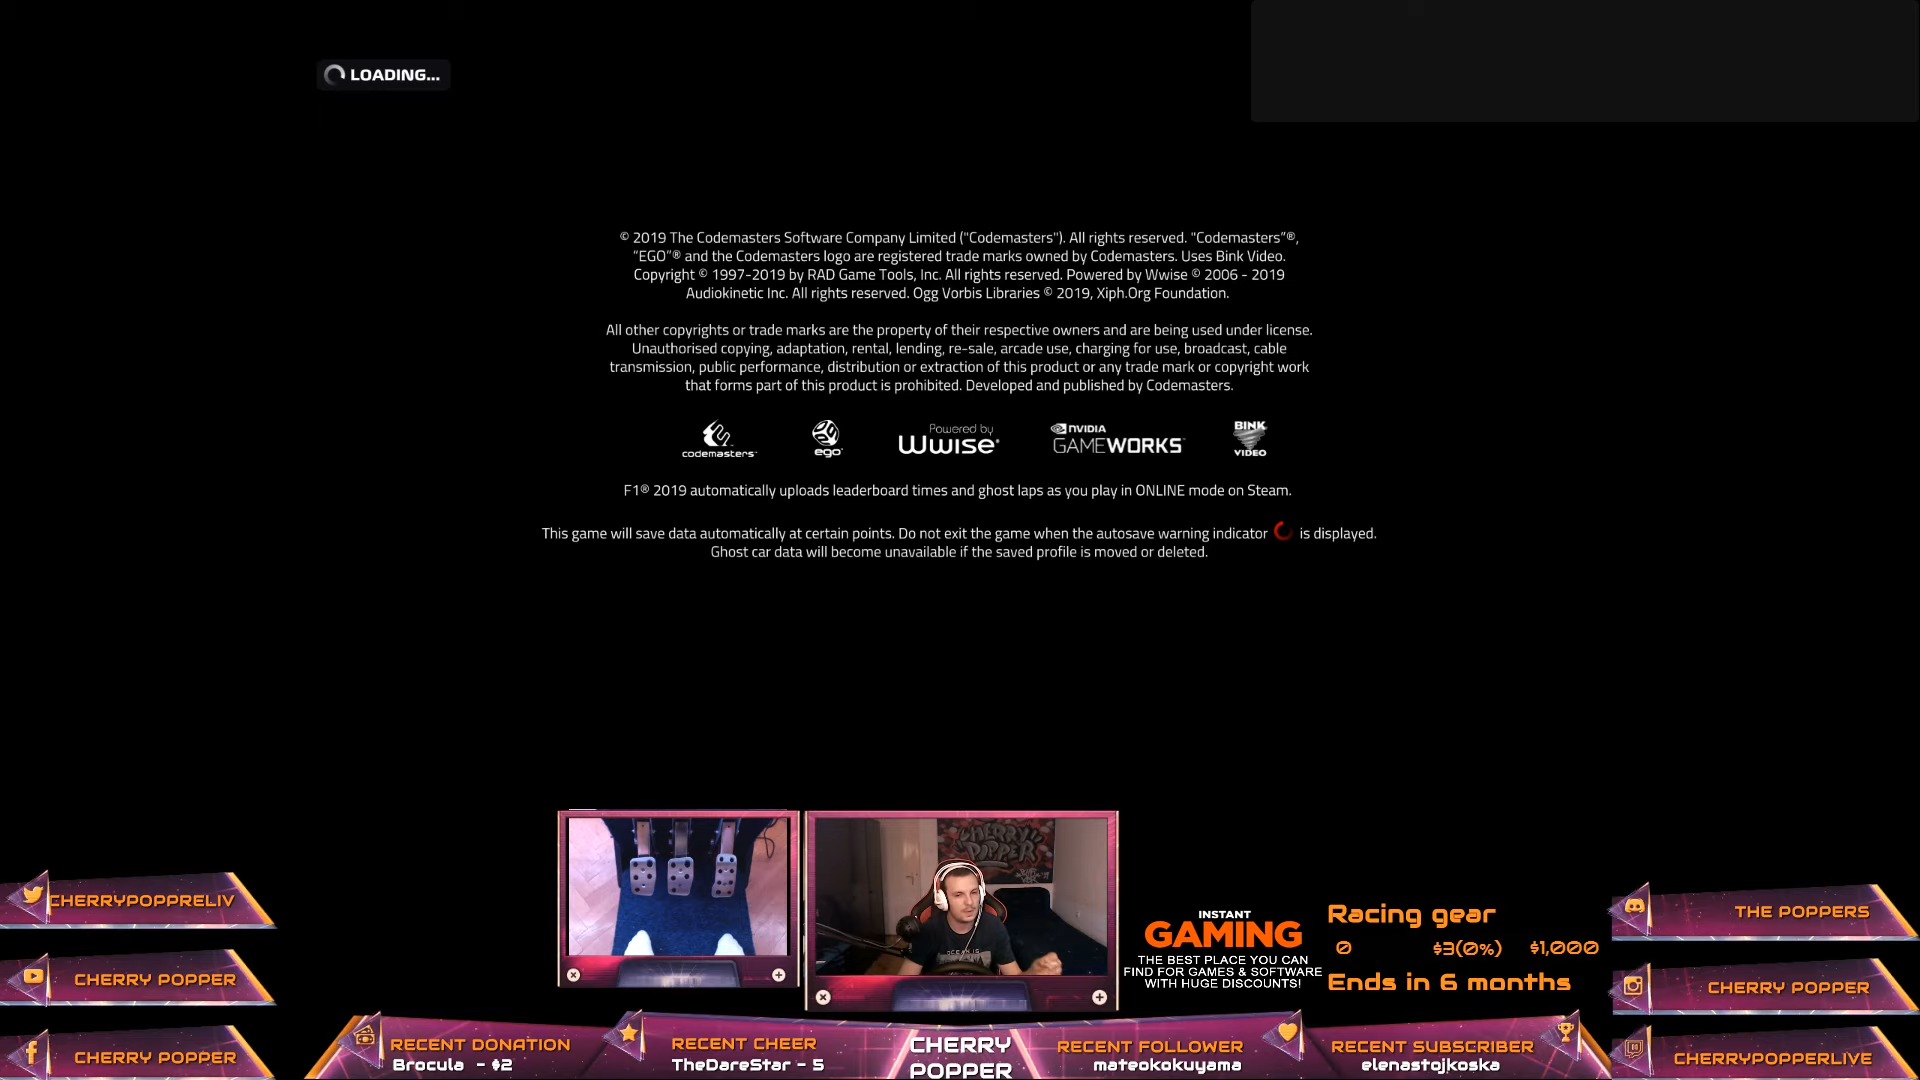 LOADING...
© 2019 The Codemasters Software Company Limited ("Codemasters"). All rights reserved. "Codemasters"®,
"EGO"® and the Codemasters logo are registered trade marks owned by Codemasters. Uses Bink Video.
Copyright © 1997-2019 by RAD Game Tools, Inc. All rights reserved. Powered by Wwise © 2006 - 2019
Audiokinetic Inc. All rights reserved. Ogg Vorbis Libraries © 2019, Xiph.Org Foundation.
All other copyrights or trade marks are the property of their respective owners and are being used under license.
Unauthorised copying, adaptation, rental, lending, re-sale, arcade use, charging for use, broadcast, cable
transmission, public performance, distribution or extraction of this product or any trade mark or copyright work
that forms part of this product is prohibited. Developed and published by Codemasters.
codemasters™
ego
Powered by
Wwise®
NVIDIA
GAMEWORKS
BINK
VIDEO
F1® 2019 automatically uploads leaderboard times and ghost laps as you play in ONLINE mode on Steam.
This game will save data automatically at certain points. Do not exit the game when the autosave warning indicator is displayed.
Ghost car data will become unavailable if the saved profile is moved or deleted.
CHERRY
POPPER
CHERRYPOPPRELIV
CHERRY POPPER
CHERRY POPPER
INSTANT
GAMING
THE BEST PLACE YOU CAN
FIND FOR GAMES & SOFTWARE
WITH HUGE DISCOUNTS!
Racing gear
0 $3(0%) $1,000
Ends in 6 months
THE POPPERS
CHERRY POPPER
CHERRYPOPPERLIVE
RECENT DONATION
Brocula - $2
RECENT CHEER
TheDareStar - 5
CHERRY
POPPER
RECENT FOLLOWER
mateokokuyama
RECENT SUBSCRIBER
elenastojkoska